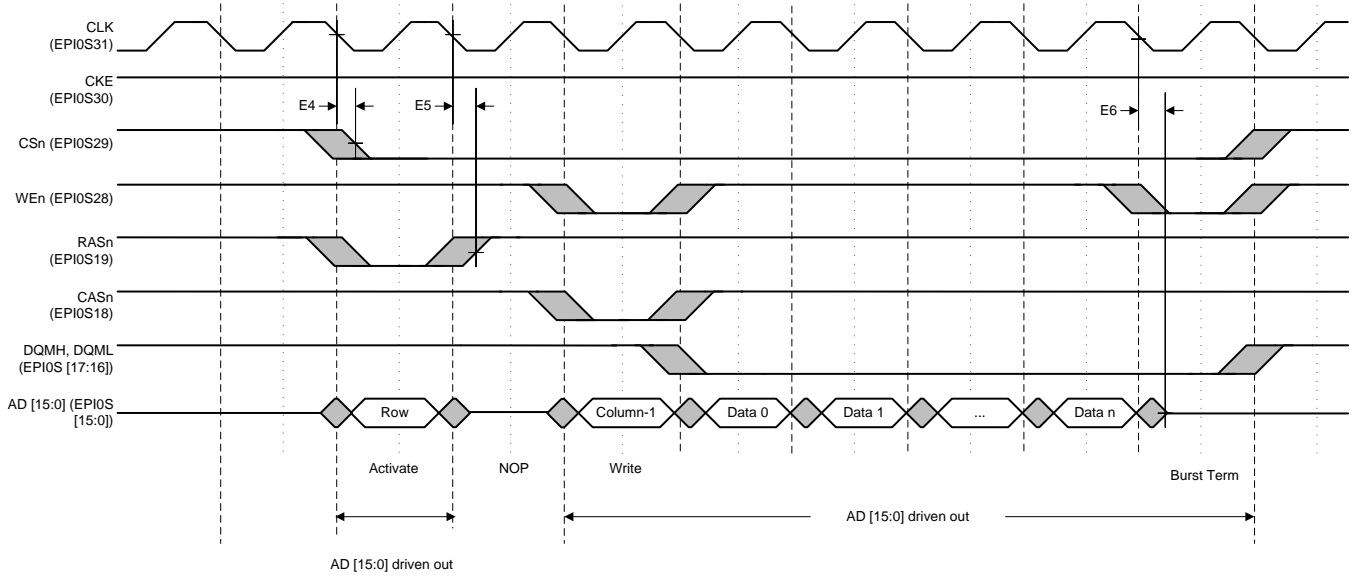 CLK
(EPI0S31)
CKE
(EPI0S30)
E4
E5
E6
CSn (EPI0S29)
WEn (EPI0S28)
RASn
(EPI0S19)
CASn
(EPI0S18)
DQMH, DQML
(EPI0S [17:16])
AD [15:0] (EPI0S
[15:0])
Row
Column-1
Data 0
Data 1
...
Data n
Activate
NOP
Write
Burst Term
AD [15:0] driven out
AD [15:0] driven out